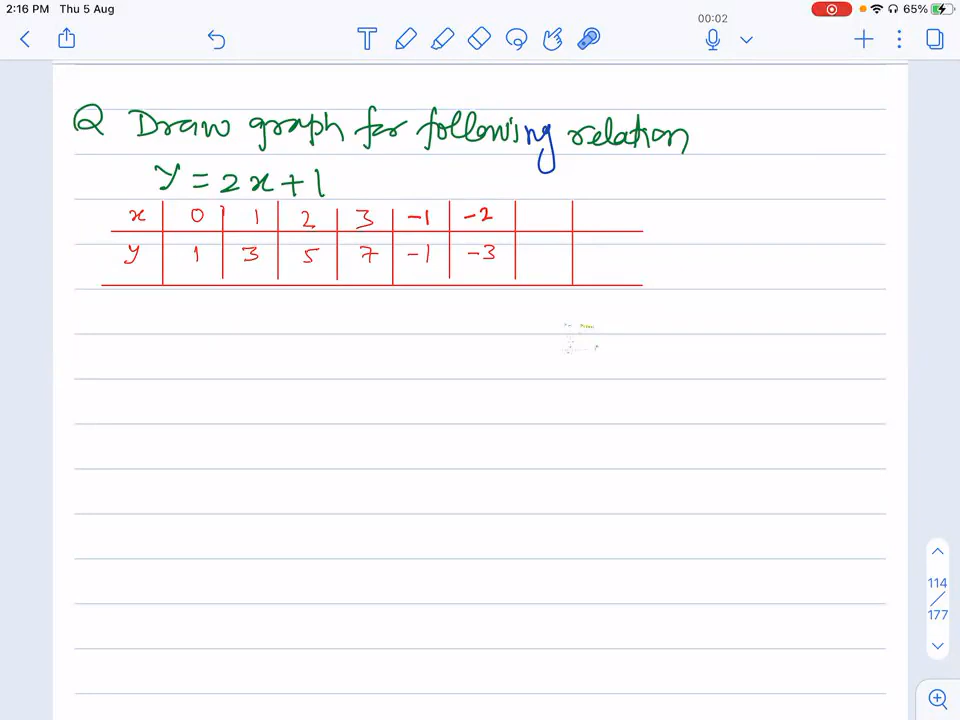 2:16 PM Thu 5 Aug 65%
00:02
Q Draw graph for following relation
y = 2x+1
x 0 1 2 3 -1 -2
y 1 3 5 7 -1 -3
114
177